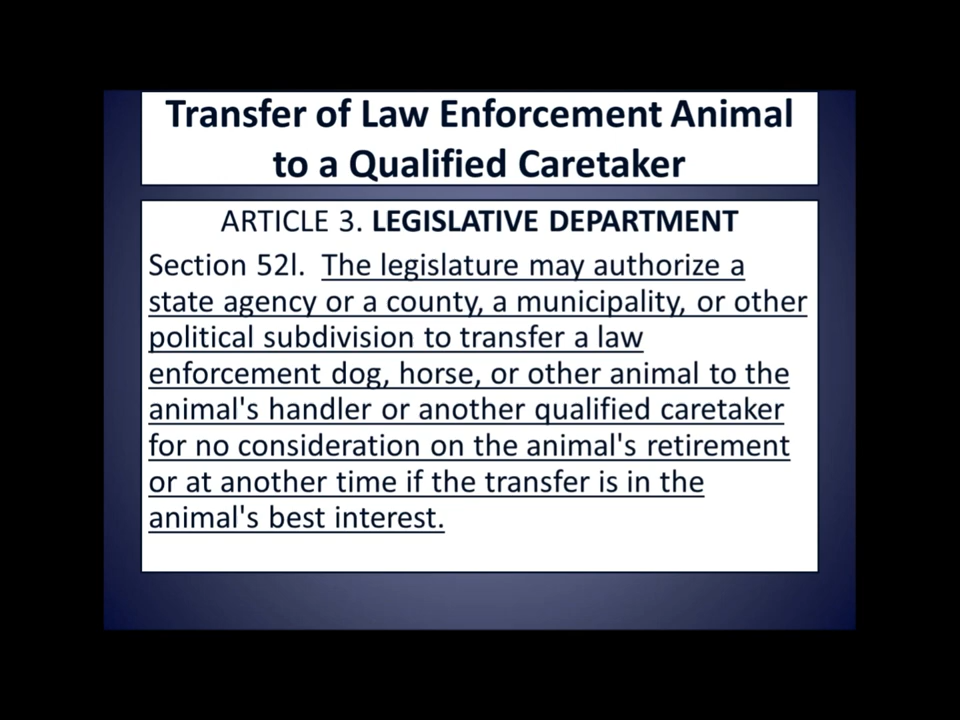 Transfer of Law Enforcement Animal
to a Qualified Caretaker
ARTICLE 3. LEGISLATIVE DEPARTMENT
Section 52l. The legislature may authorize a
state agency or a county, a municipality, or other
political subdivision to transfer a law
enforcement dog, horse, or other animal to the
animal's handler or another qualified caretaker
for no consideration on the animal's retirement
or at another time if the transfer is in the
animal's best interest.